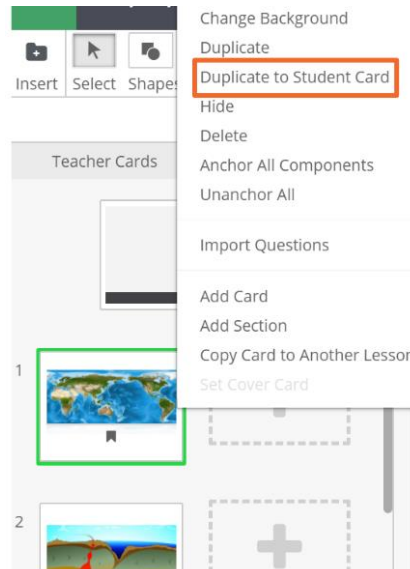 Insert
Select
Shapes
Change Background
Duplicate
Duplicate to Student Card
Hide
Delete
Anchor All Components
Unanchor All
Import Questions
Add Card
Add Section
Copy Card to Another Lesson
Set Cover Card
Teacher Cards
1
2